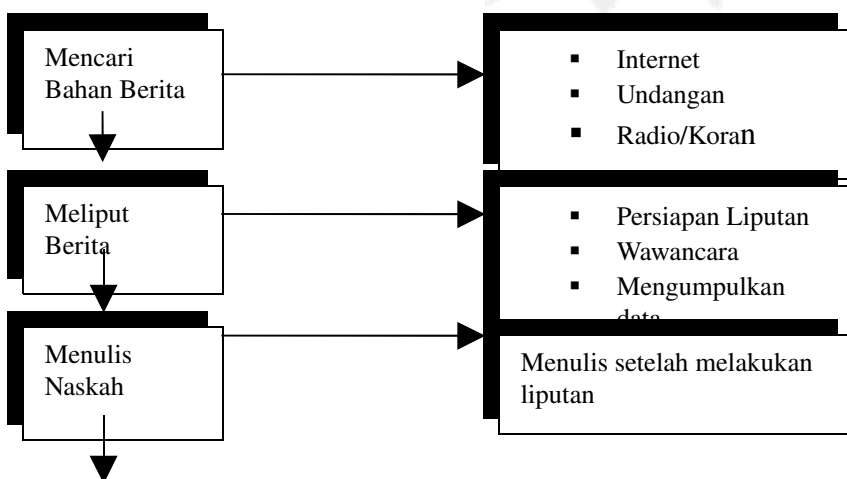 Mencari
Bahan Berita
▪ Internet
▪ Undangan
▪ Radio/Koran
Meliput
Berita
▪ Persiapan Liputan
▪ Wawancara
▪ Mengumpulkan
data
Menulis
Naskah
Menulis setelah melakukan
liputan